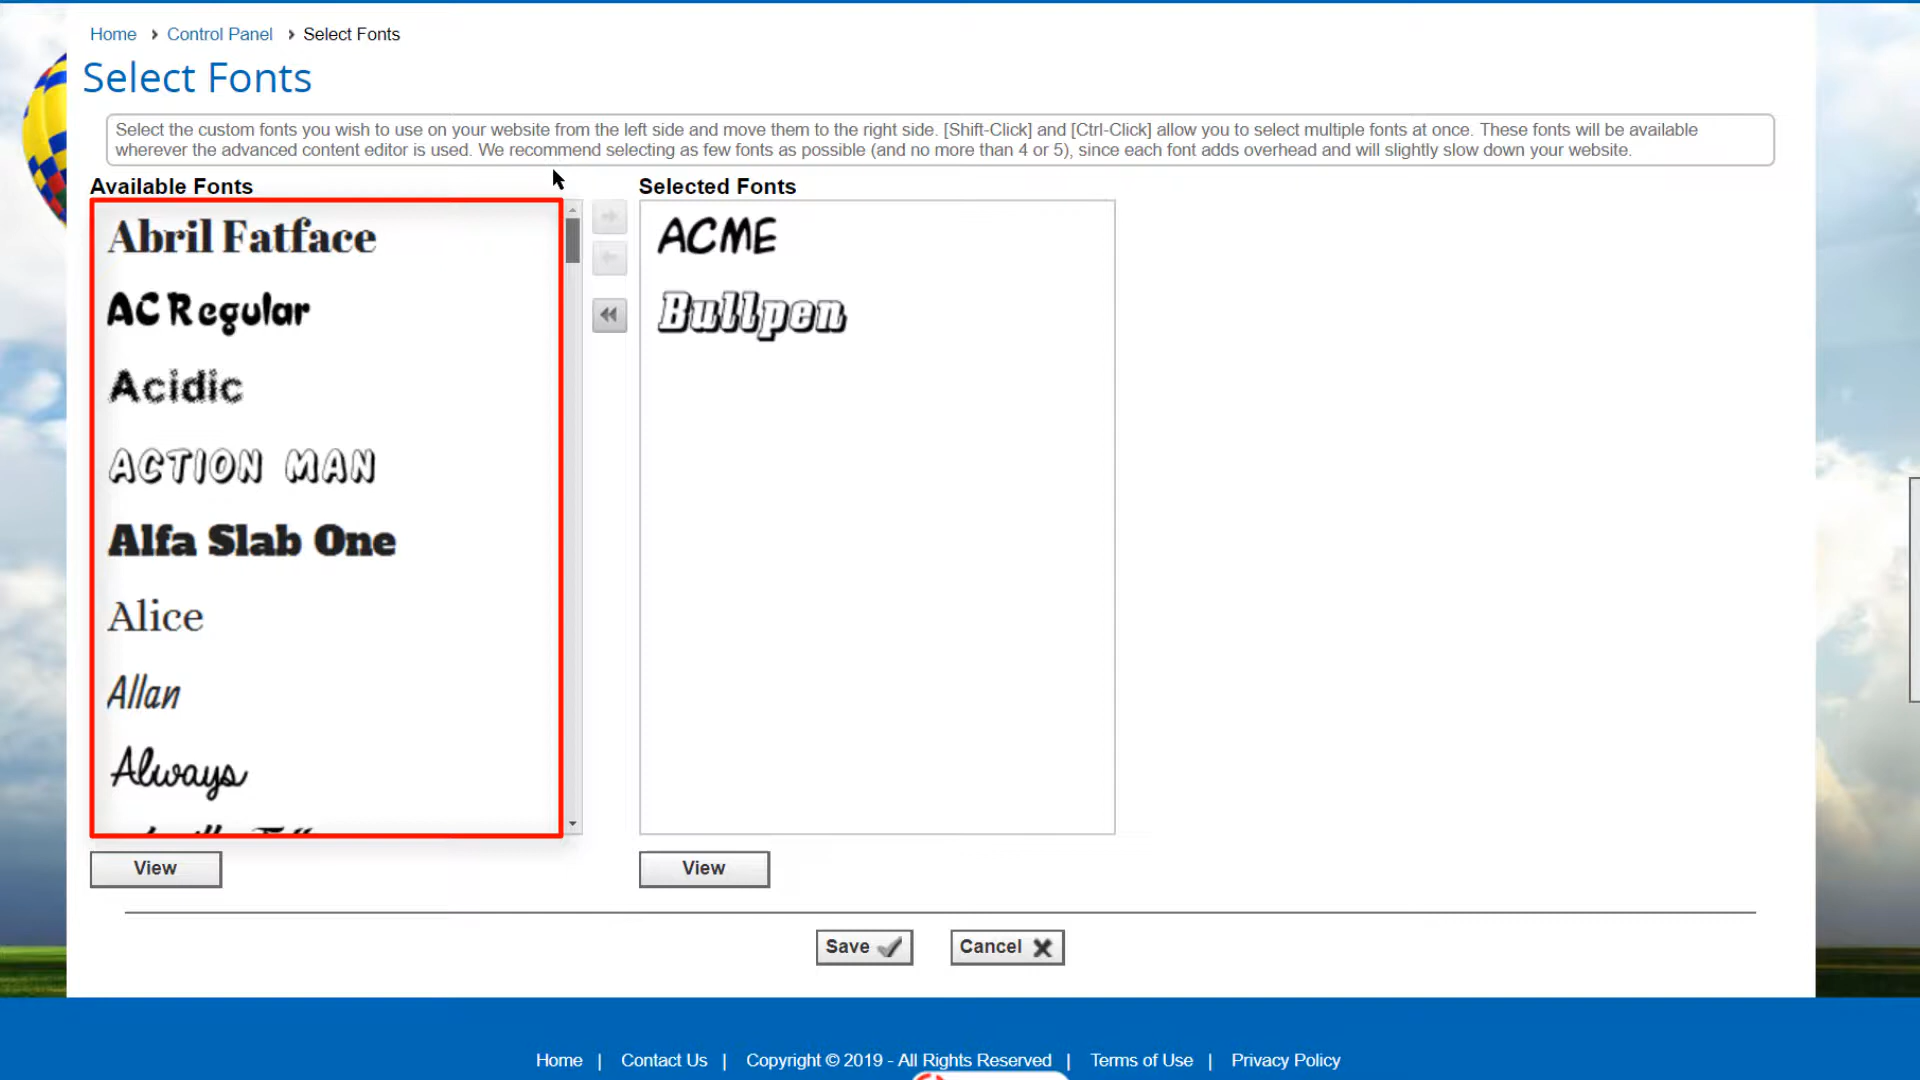 Home > Control Panel > Select Fonts
Select Fonts
Select the custom fonts you wish to use on your website from the left side and move them to the right side. [Shift-Click] and [Ctrl-Click] allow you to select multiple fonts at once. These fonts will be available
wherever the advanced content editor is used. We recommend selecting as few fonts as possible (and no more than 4 or 5), since each font adds overhead and will slightly slow down your website.
Available Fonts
Abril Fatface
AC Regular
Acidic
ACTION MAN
Alfa Slab One
Alice
Allan
Always
View
Selected Fonts
ACME
Bullpen
View
Save
Cancel
Home | Contact Us | Copyright © 2019 - All Rights Reserved | Terms of Use | Privacy Policy